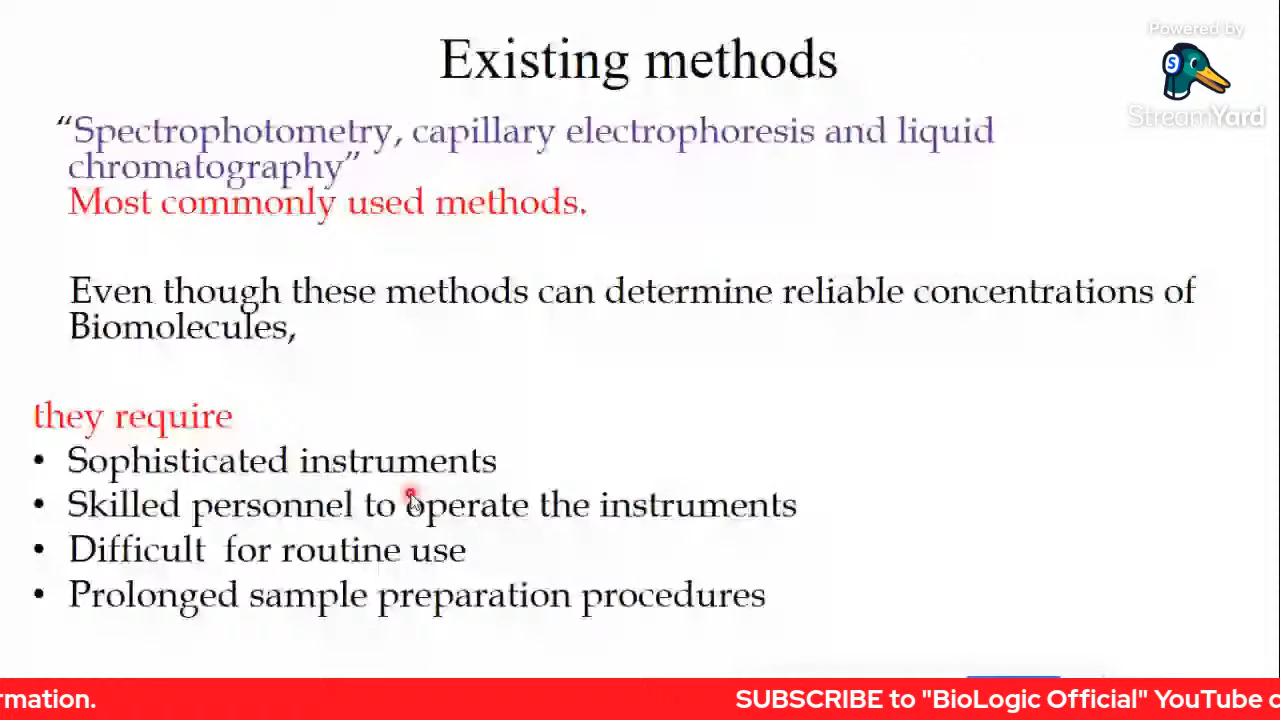 Existing methods
Powered by
S
StreamYard
“Spectrophotometry, capillary electrophoresis and liquid
chromatography”
Most commonly used methods.
Even though these methods can determine reliable concentrations of
Biomolecules,
they require
• Sophisticated instruments
• Skilled personnel to operate the instruments
• Difficult for routine use
• Prolonged sample preparation procedures
rmation. SUBSCRIBE to "BioLogic Official" YouTube c